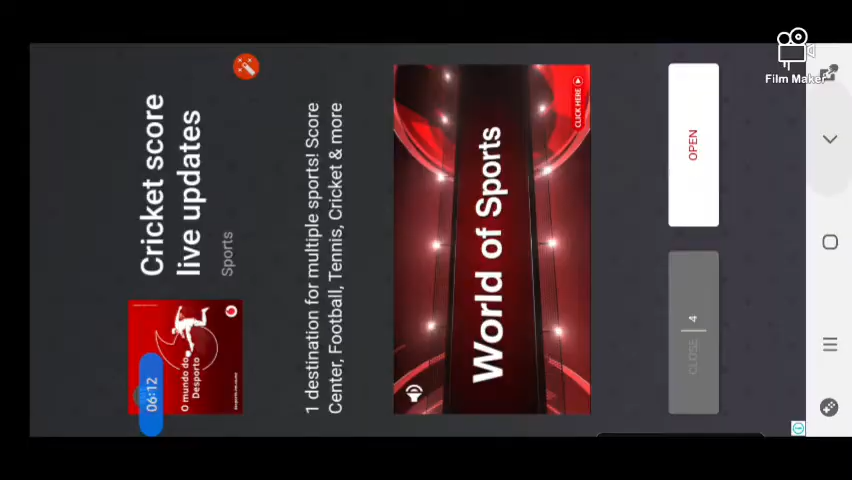 Film Maker
Cricket score
live updates
Sports
O mundo do
Desporto
06:12
1 destination for multiple sports! Score
Center, Football, Tennis, Cricket & more
World of Sports
CLICK HERE
OPEN
CLOSE | 4